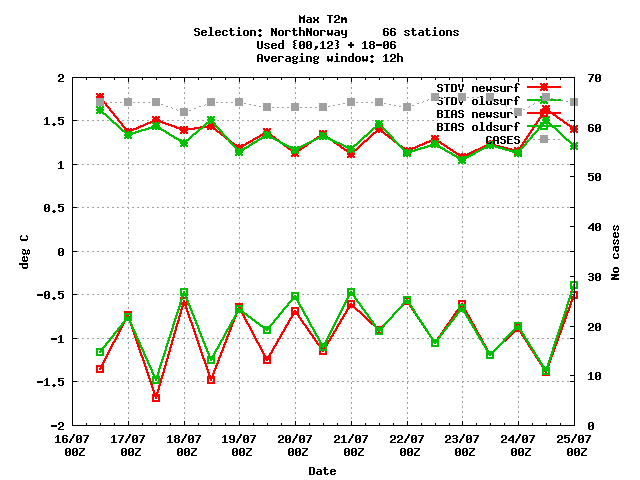 Max T2m
Selection: NorthNorway     66 stations
Used {00,12} + 18-06
Averaging window: 12h
STDV newsurf
STDV oldsurf
BIAS newsurf
BIAS oldsurf
CASES
2
1.5
1
0.5
0
-0.5
-1
-1.5
-2
deg C
70
60
50
40
30
20
10
0
No cases
16/07 17/07 18/07 19/07 20/07 21/07 22/07 23/07 24/07 25/07
00Z 00Z 00Z 00Z 00Z 00Z 00Z 00Z 00Z 00Z
Date